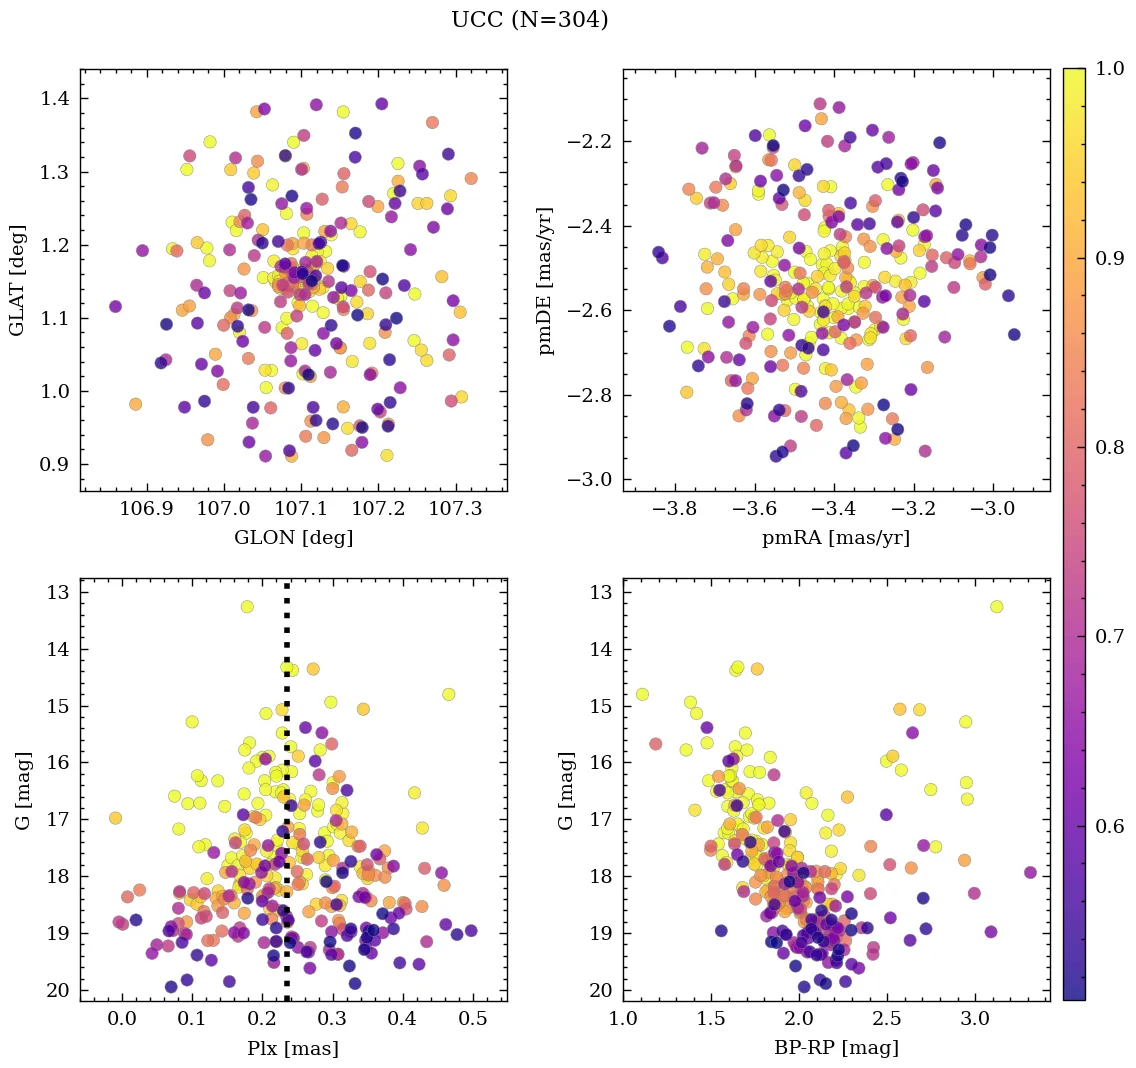 UCC (N=304)
1.4
1.3
1.2
1.1
1.0
0.9
GLAT [deg]
106.9 107.0 107.1 107.2 107.3
GLON [deg]
−2.2
−2.4
−2.6
−2.8
−3.0
pmDE [mas/yr]
−3.8 −3.6 −3.4 −3.2 −3.0
pmRA [mas/yr]
1.0
0.9
0.8
0.7
0.6
13
14
15
16
17
18
19
20
G [mag]
0.0 0.1 0.2 0.3 0.4 0.5
Plx [mas]
13
14
15
16
17
18
19
20
G [mag]
1.0 1.5 2.0 2.5 3.0
BP-RP [mag]